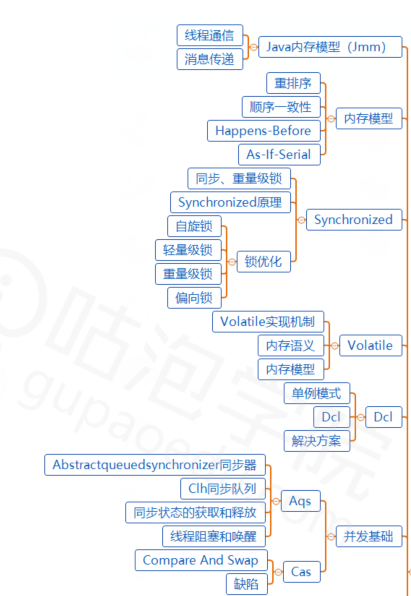 线程通信
消息传递
Java内存模型（Jmm）
重排序
顺序一致性
Happens-Before
As-If-Serial
内存模型
同步、重量级锁
Synchronized原理
自旋锁
轻量级锁
重量级锁
偏向锁
锁优化
Synchronized
Volatile实现机制
内存语义
内存模型
Volatile
单例模式
Dcl
解决方案
Dcl
Abstractqueuedsynchronizer同步器
Clh同步队列
同步状态的获取和释放
线程阻塞和唤醒
Aqs
Compare And Swap
缺陷
Cas
并发基础
咕泡学院